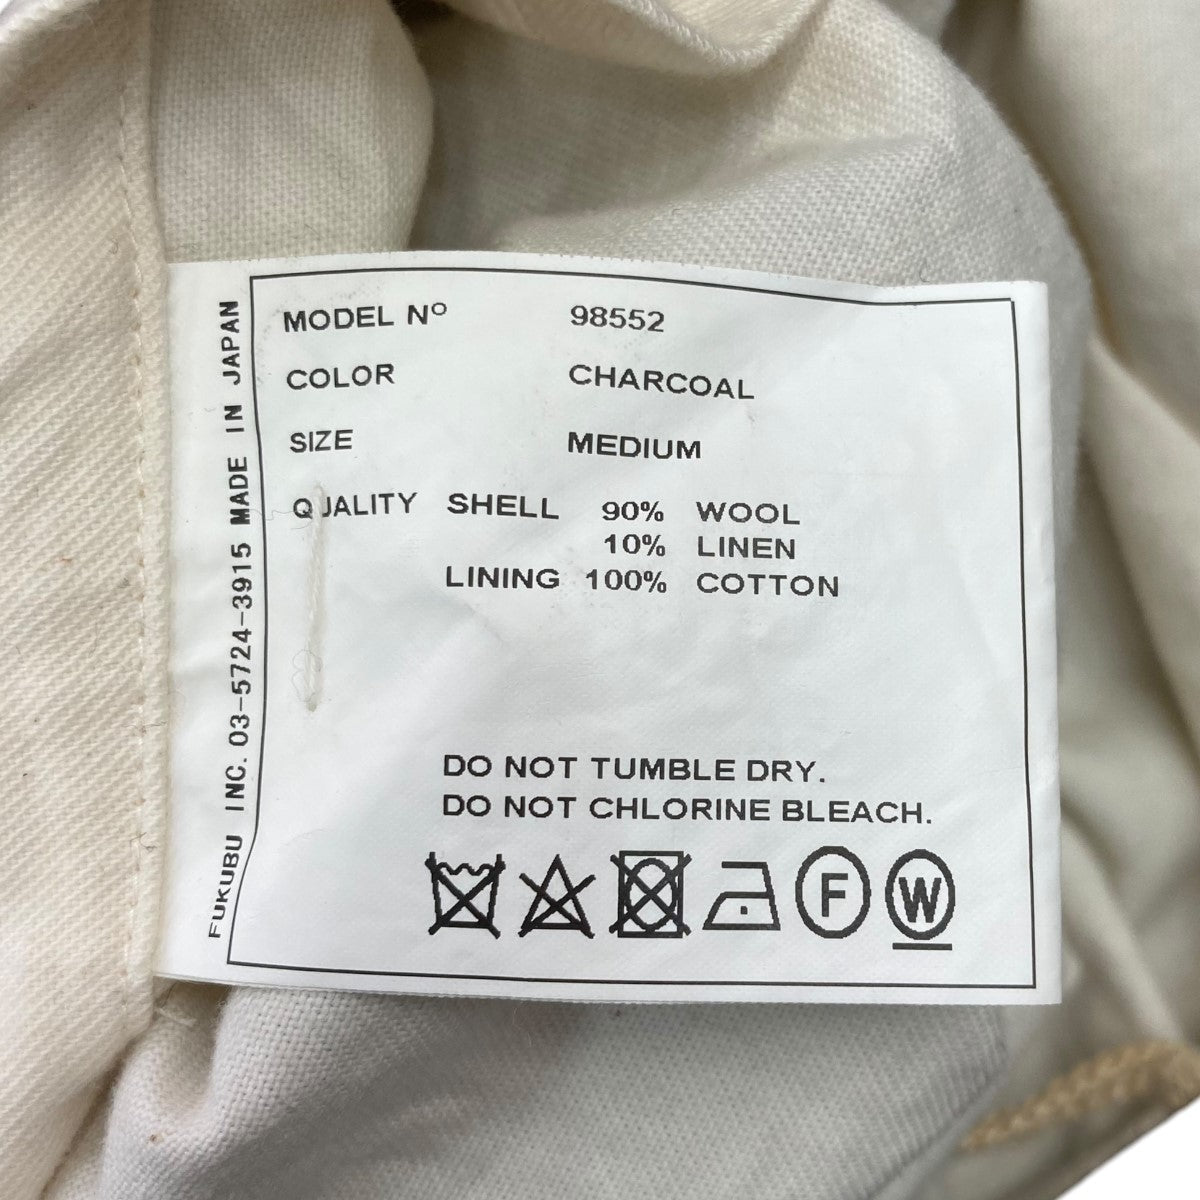 MODEL Nº 98552
COLOR CHARCOAL
SIZE MEDIUM
QUALITY SHELL 90% WOOL
10% LINEN
LINING 100% COTTON
DO NOT TUMBLE DRY.
DO NOT CHLORINE BLEACH.
F W
FUKUBU INC. 03-5724-3915 MADE IN JAPAN